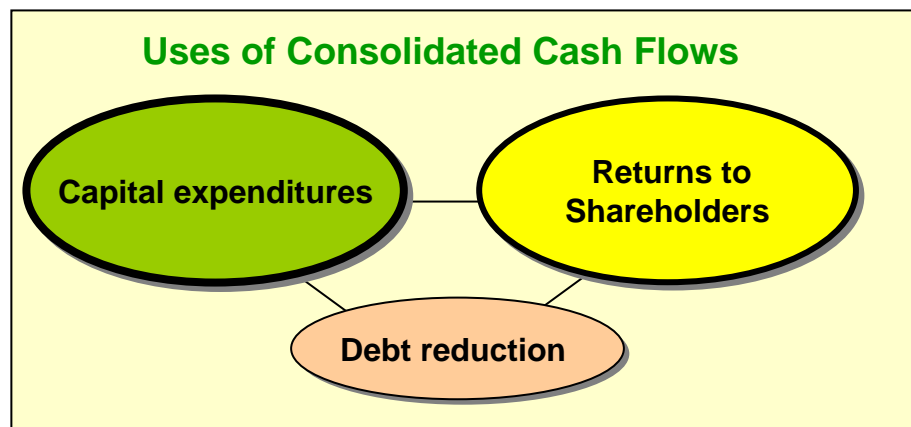 Uses of Consolidated Cash Flows
Capital expenditures
Returns to
Shareholders
Debt reduction